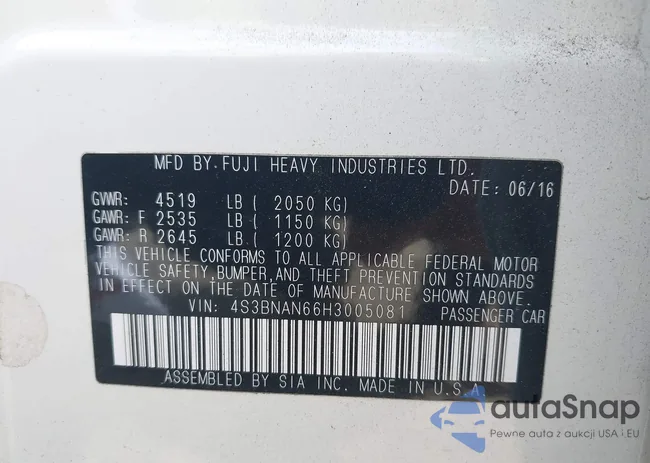 MFD BY FUJI HEAVY INDUSTRIES LTD.
DATE: 06/16
GVWR: 4519 LB ( 2050 KG)
GAWR: F 2535 LB ( 1150 KG)
GAWR: R 2645 LB ( 1200 KG)
THIS VEHICLE CONFORMS TO ALL APPLICABLE FEDERAL MOTOR
VEHICLE SAFETY,BUMPER,AND THEFT PREVENTION STANDARDS
IN EFFECT ON THE DATE OF MANUFACTURE SHOWN ABOVE.
VIN: 4S3BNAN66H3005081 PASSENGER CAR
ASSEMBLED BY SIA INC. MADE IN U.S.A
autaSnap
Pewne auta z aukcji USA i EU